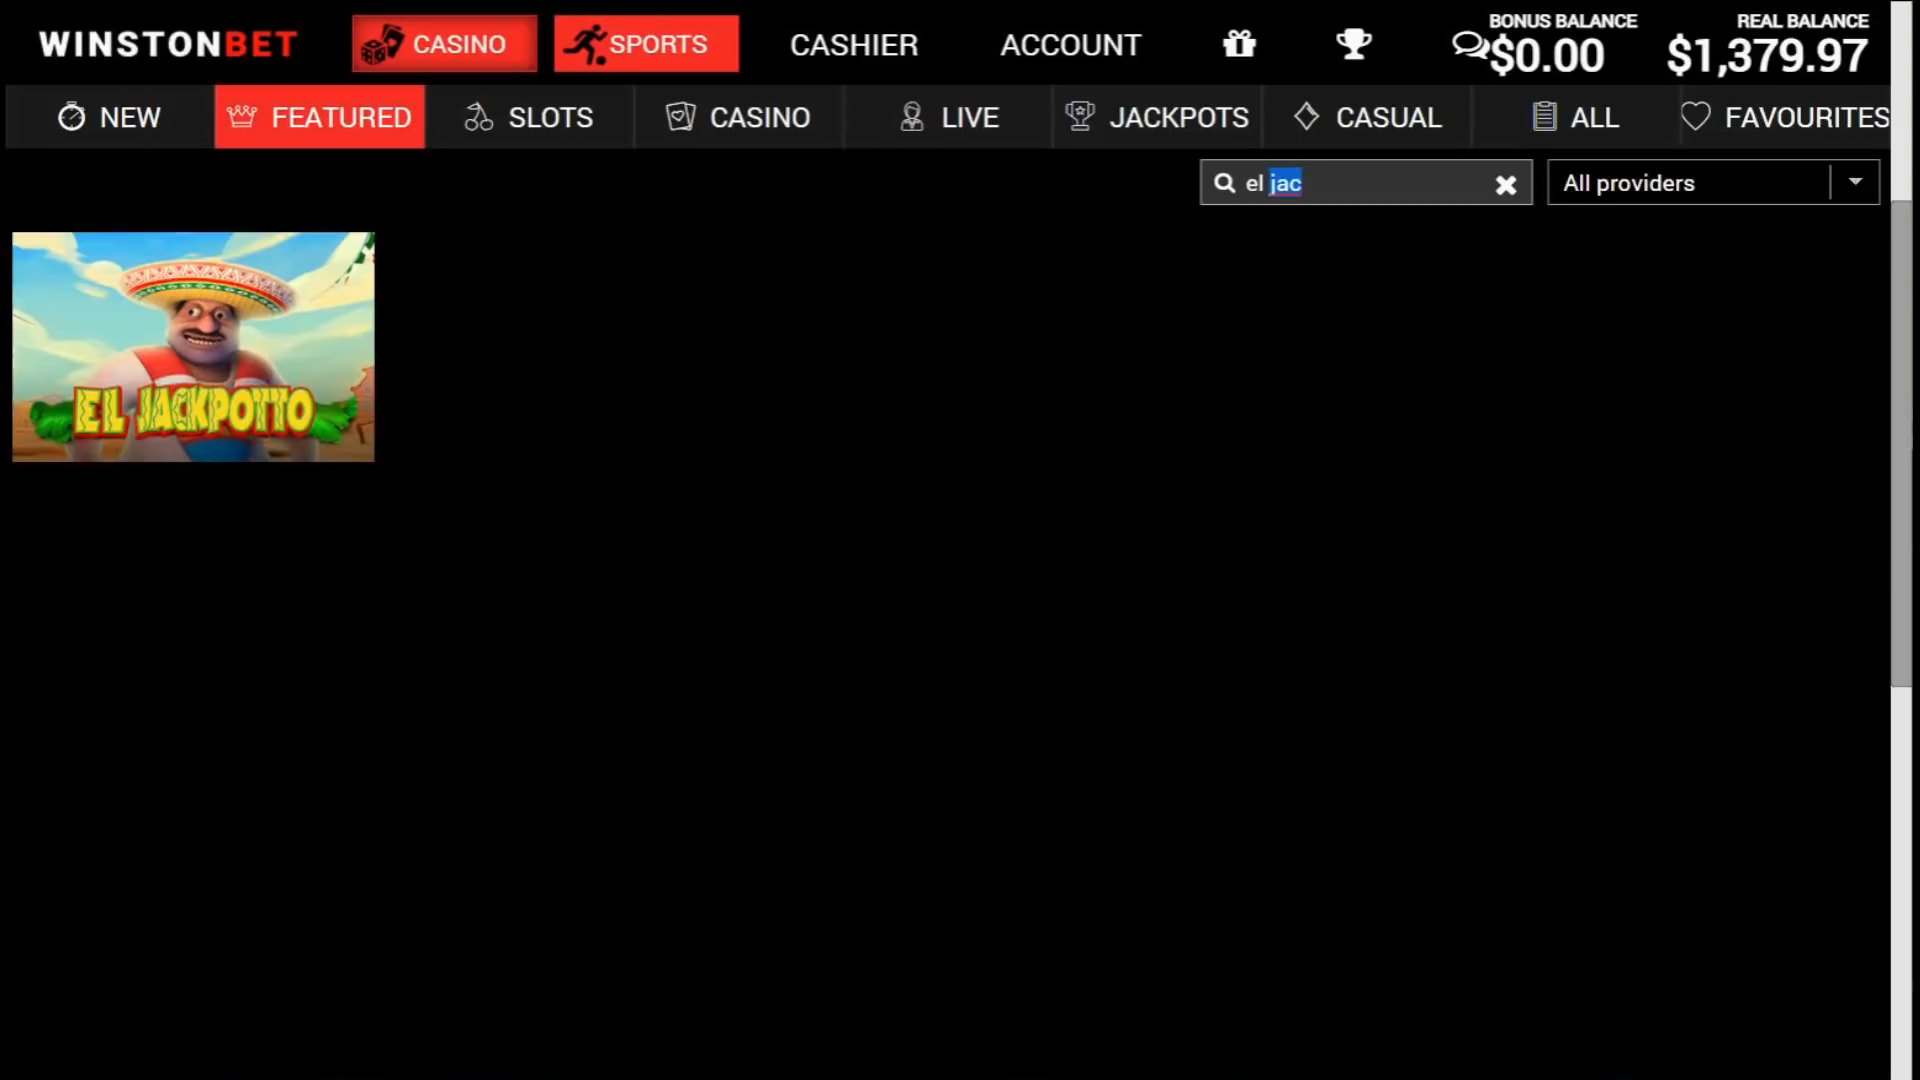 WINSTONBET
CASINO
SPORTS
CASHIER
ACCOUNT
BONUS BALANCE
$0.00
REAL BALANCE
$1,379.97
NEW
FEATURED
SLOTS
CASINO
LIVE
JACKPOTS
CASUAL
ALL
FAVOURITES
el jac
All providers
EL JACKPOTTO